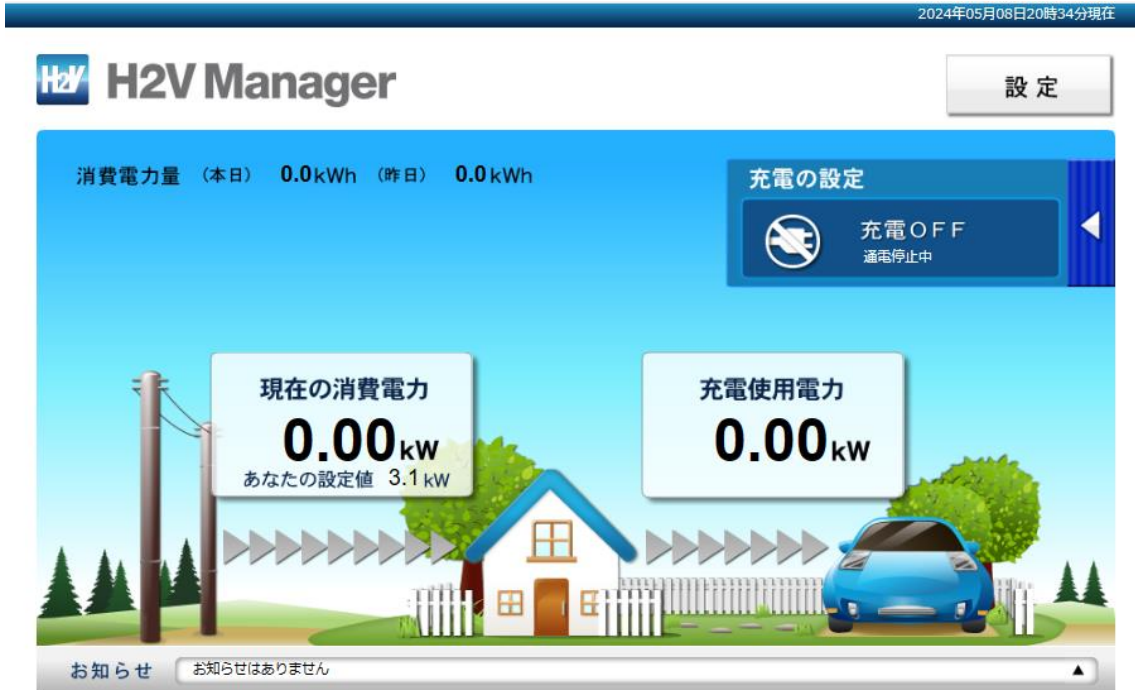 2024年05月08日20時34分現在
H2V H2V Manager
設定
消費電力量 （本日） 0.0kWh （昨日） 0.0kWh
充電の設定
充電OFF
通電停止中
現在の消費電力
0.00kW
あなたの設定値 3.1kW
充電使用電力
0.00kW
お知らせ お知らせはありません ▲